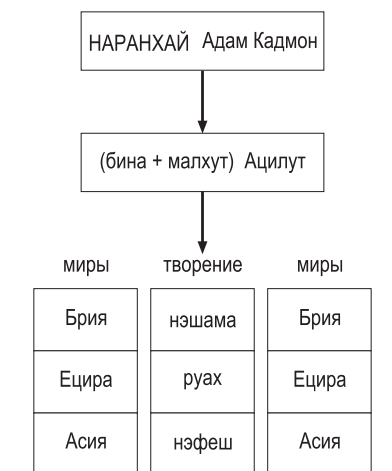 НАРАНХАЙ Адам Кадмон
(бина + малхут) Ацилут
миры творение миры
Брия нэшама Брия
Ецира руах Ецира
Асия нэфеш Асия